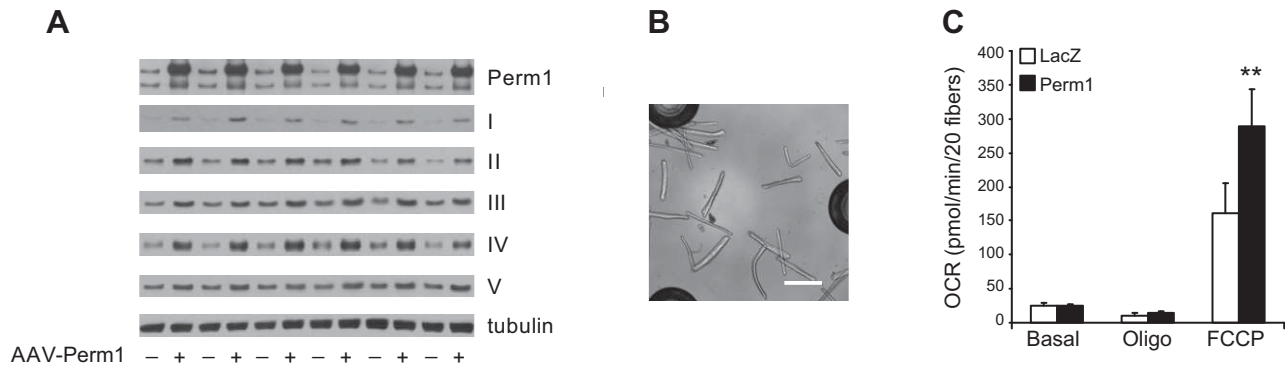 A
Perm1
I
II
III
IV
V
tubulin
AAV-Perm1 – + – + – + – + – + – +
B
C
OCR (pmol/min/20 fibers)
400
350
300
250
200
150
100
50
0
LacZ
Perm1
**
Basal Oligo FCCP